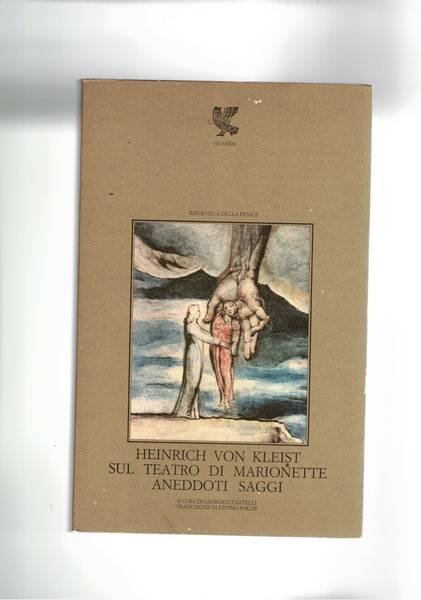 GUANDA
BIBLIOTECA DELLA FENICE
HEINRICH VON KLEIST
SUL TEATRO DI MARIONETTE
ANEDDOTI SAGGI
A CURA DI GIORGIO CUSATELLI
TRADUZIONE DI ERVINO POCAR